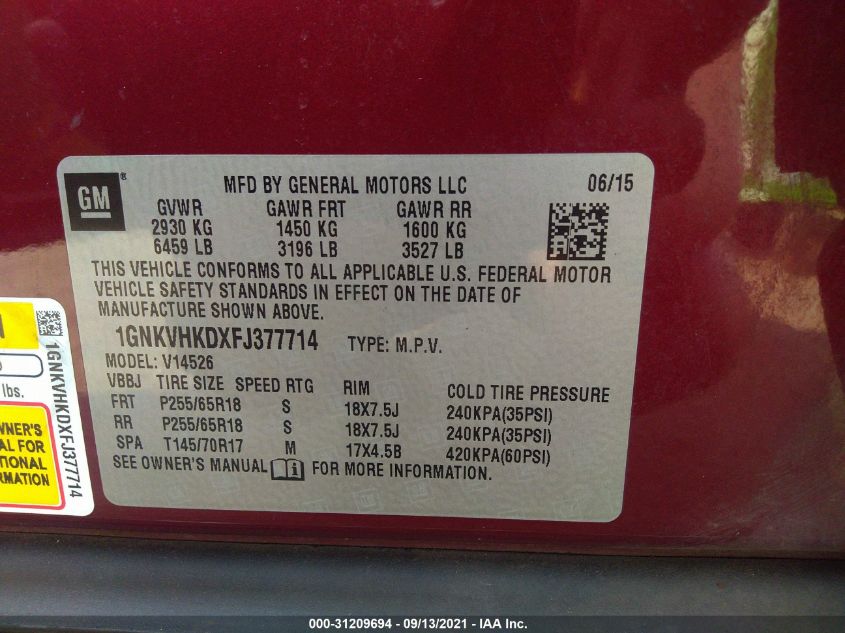 GM
®
MFD BY GENERAL MOTORS LLC 06/15
GVWR GAWR FRT GAWR RR
2930 KG 1450 KG 1600 KG
6459 LB 3196 LB 3527 LB
THIS VEHICLE CONFORMS TO ALL APPLICABLE U.S. FEDERAL MOTOR
VEHICLE SAFETY STANDARDS IN EFFECT ON THE DATE OF
MANUFACTURE SHOWN ABOVE.
1GNKVHKDXFJ377714 TYPE: M.P.V.
MODEL: V14526
VBBJ TIRE SIZE SPEED RTG RIM COLD TIRE PRESSURE
FRT P255/65R18 S 18X7.5J 240KPA(35PSI)
RR P255/65R18 S 18X7.5J 240KPA(35PSI)
SPA T145/70R17 M 17X4.5B 420KPA(60PSI)
SEE OWNER'S MANUAL FOR MORE INFORMATION.
lbs.
OWNER'S
AL FOR
TIONAL
RMATION
1GNKVHKDXFJ377714
000-31209694 - 09/13/2021 - IAA Inc.